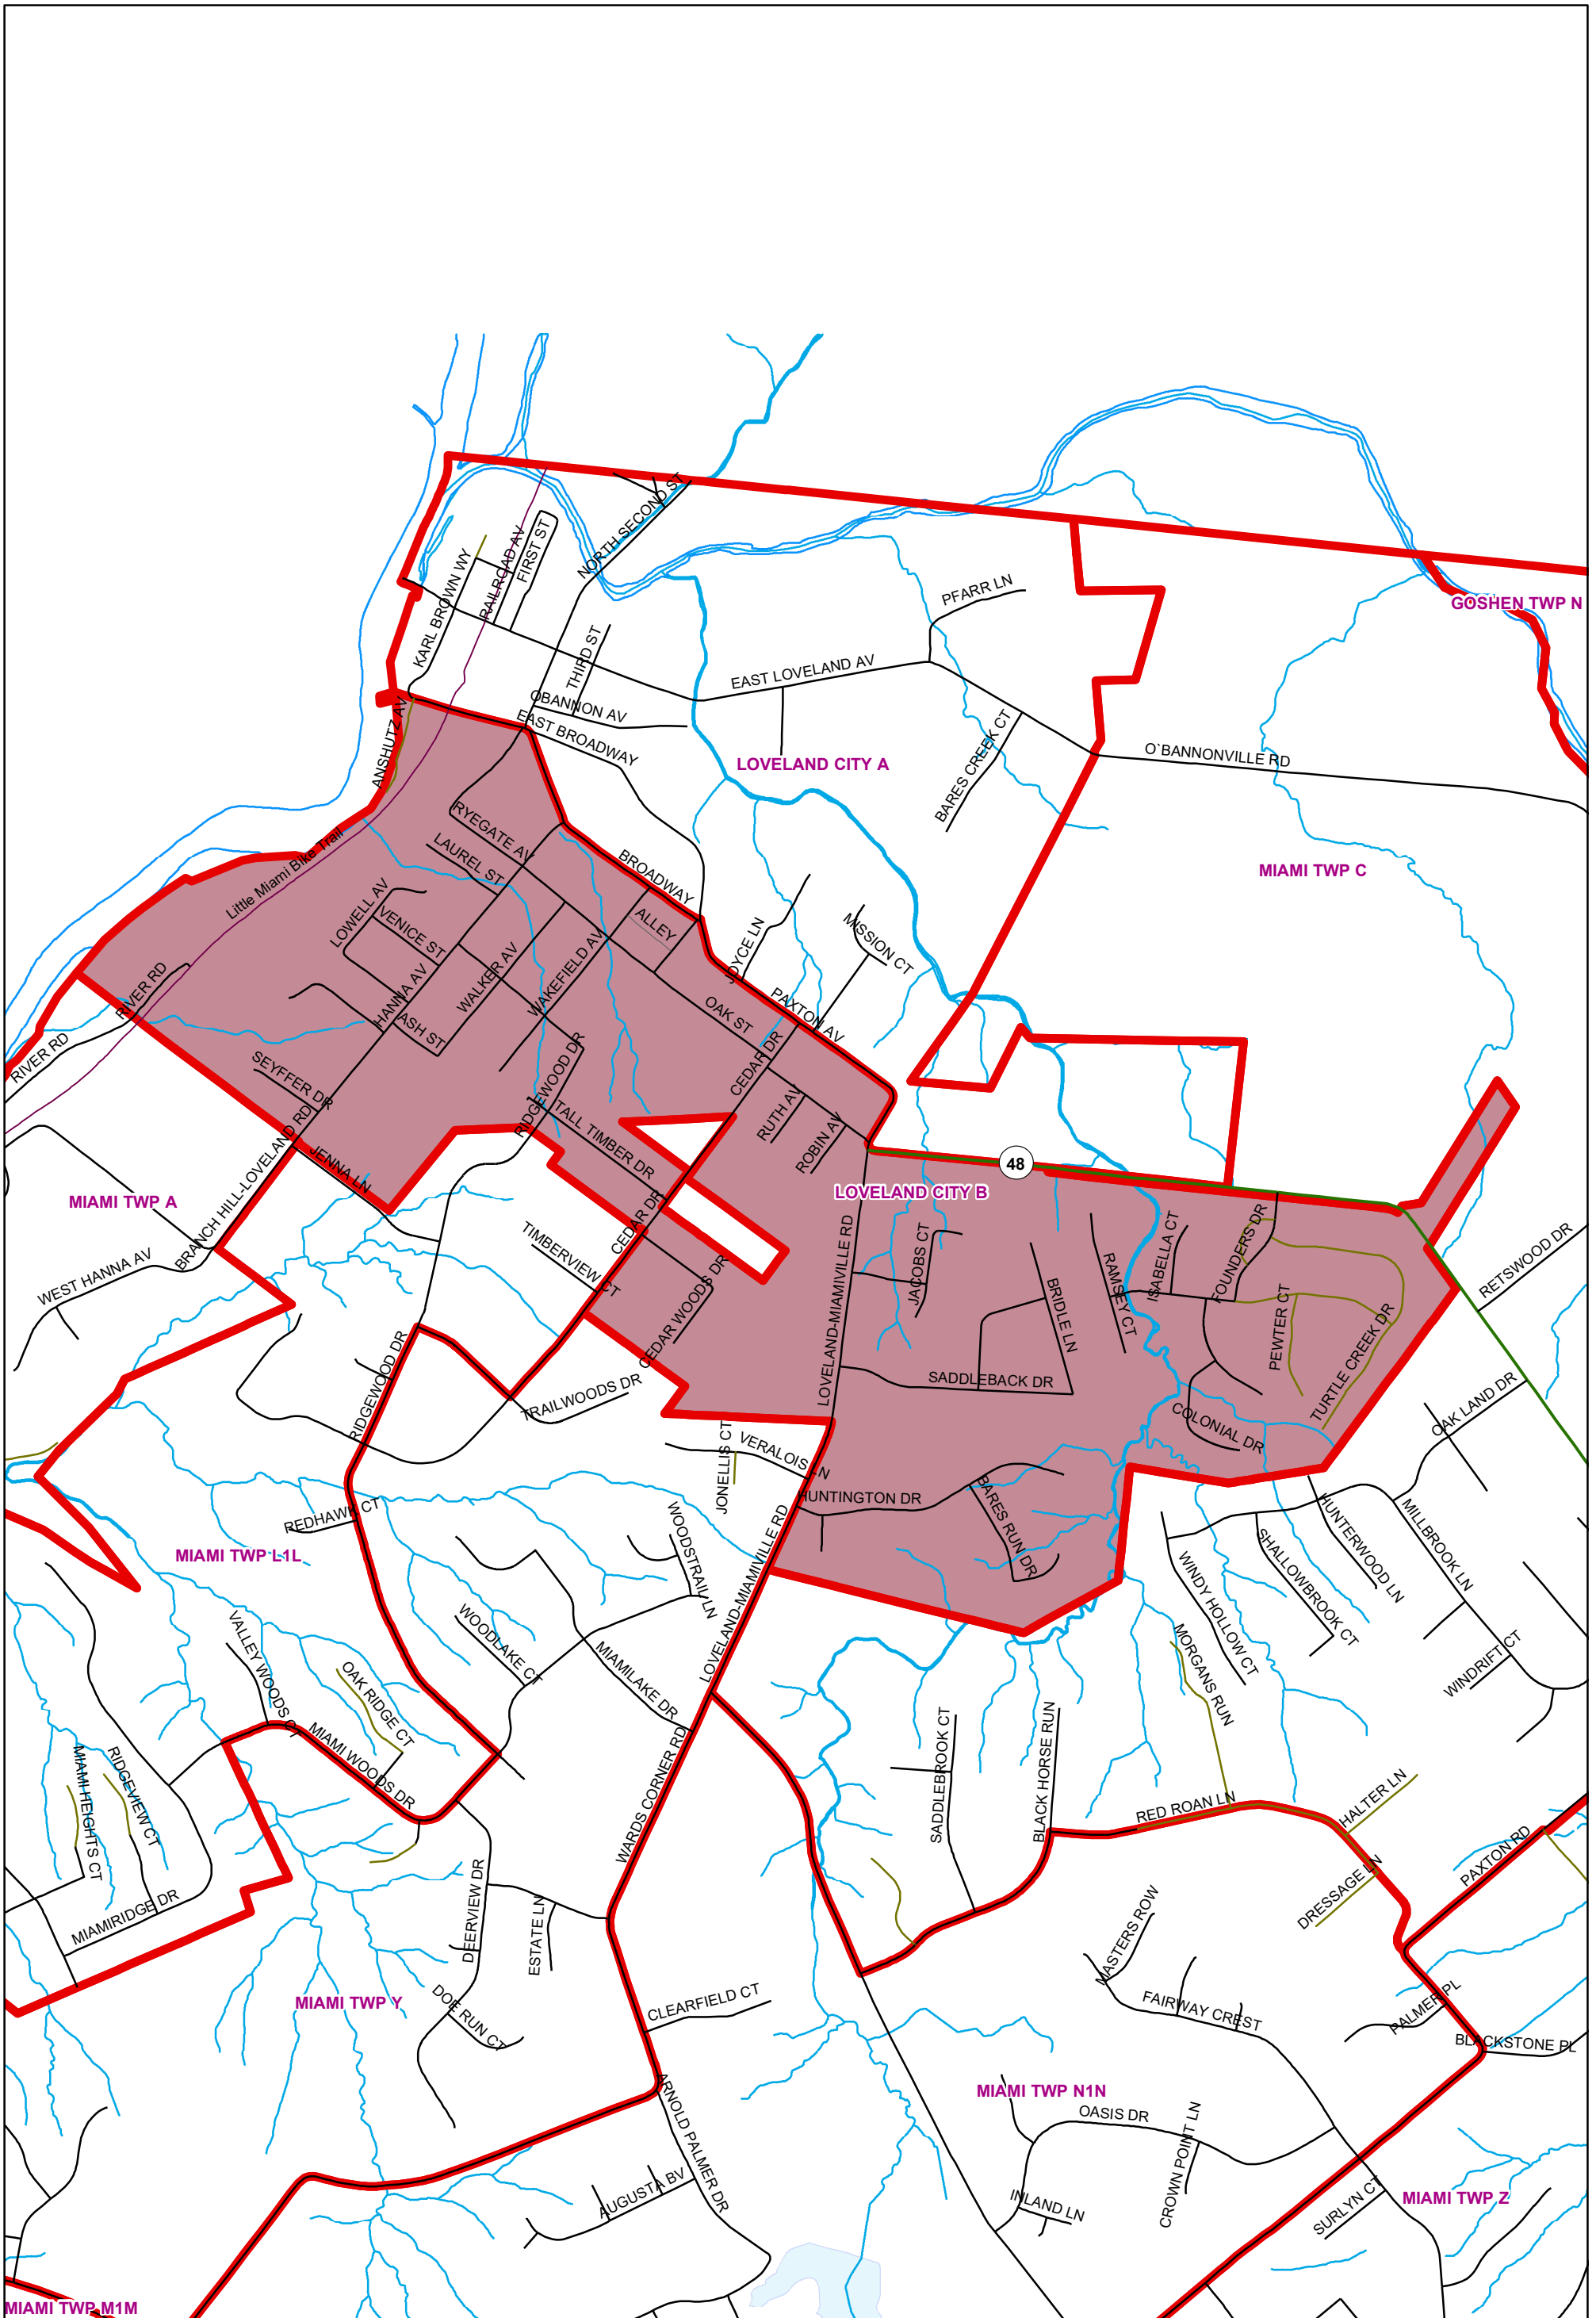 NORTH SECOND ST
RAILROAD AV
FIRST ST
KARL BROWN WY
PFARR LN
GOSHEN TWP N
THIRD ST
EAST LOVELAND AV
OBANNON AV
EAST BROADWAY
ANSHUTZ AV
LOVELAND CITY A
BARES CREEK CT
O`BANNONVILLE RD
RYEGATE AV
LAUREL ST
BROADWAY
MIAMI TWP C
Little Miami Bike Trail
LOWELL AV
VENICE ST
ALLEY
JOYCE LN
MISSION CT
HANNA AV
WALKER AV
WAKEFIELD AV
RIVER RD
ASH ST
OAK ST
PAXTON AV
RIVER RD
SEYFFER DR
RIDGEWOOD DR
CEDAR DR
TALL TIMBER DR
RUTH AV
ROBIN AV
48
JENNA LN
MIAMI TWP A
BRANCH HILL-LOVELAND RD
LOVELAND CITY B
CEDAR DR
TIMBERVIEW CT
WEST HANNA AV
LOVELAND-MIAMIVILLE RD
JACOBS CT
BRIDLE LN
RAMSEY CT
ISABELLA CT
FOUNDERS DR
RETSWOOD DR
CEDAR WOODS DR
PEWTER CT
TURTLE CREEK DR
RIDGEWOOD DR
TRAILWOODS DR
SADDLEBACK DR
COLONIAL DR
OAK LAND DR
JONELLIS CT
VERALOIS LN
HUNTINGTON DR
BARES RUN DR
REDHAWK CT
MIAMI TWP L1L
WOODSTRAIL LN
LOVELAND-MIAMIVILLE RD
HUNTERWOOD LN
MILLBROOK LN
SHALLOWBROOK CT
WINDY HOLLOW CT
VALLEY WOODS CT
WOODLAKE CT
OAK RIDGE CT
MIAMILAKE DR
MORGANS RUN
WINDRIFT CT
MIAMI WOODS DR
MIAMI HEIGHTS CT
RIDGEVIEW CT
WARDS CORNER RD
SADDLEBROOK CT
BLACK HORSE RUN
RED ROAN LN
HALTER LN
PAXTON RD
DRESSAGE LN
MIAMIRIDGE DR
DEERVIEW DR
ESTATE LN
MASTERS ROW
MIAMI TWP Y
DOE RUN CT
CLEARFIELD CT
FAIRWAY CREST
PALMER PL
BLACKSTONE PL
ARNOLD PALMER DR
MIAMI TWP N1N
OASIS DR
CROWN POINT LN
AUGUSTA BV
INLAND LN
SURLYN CT
MIAMI TWP Z
MIAMI TWP M1M